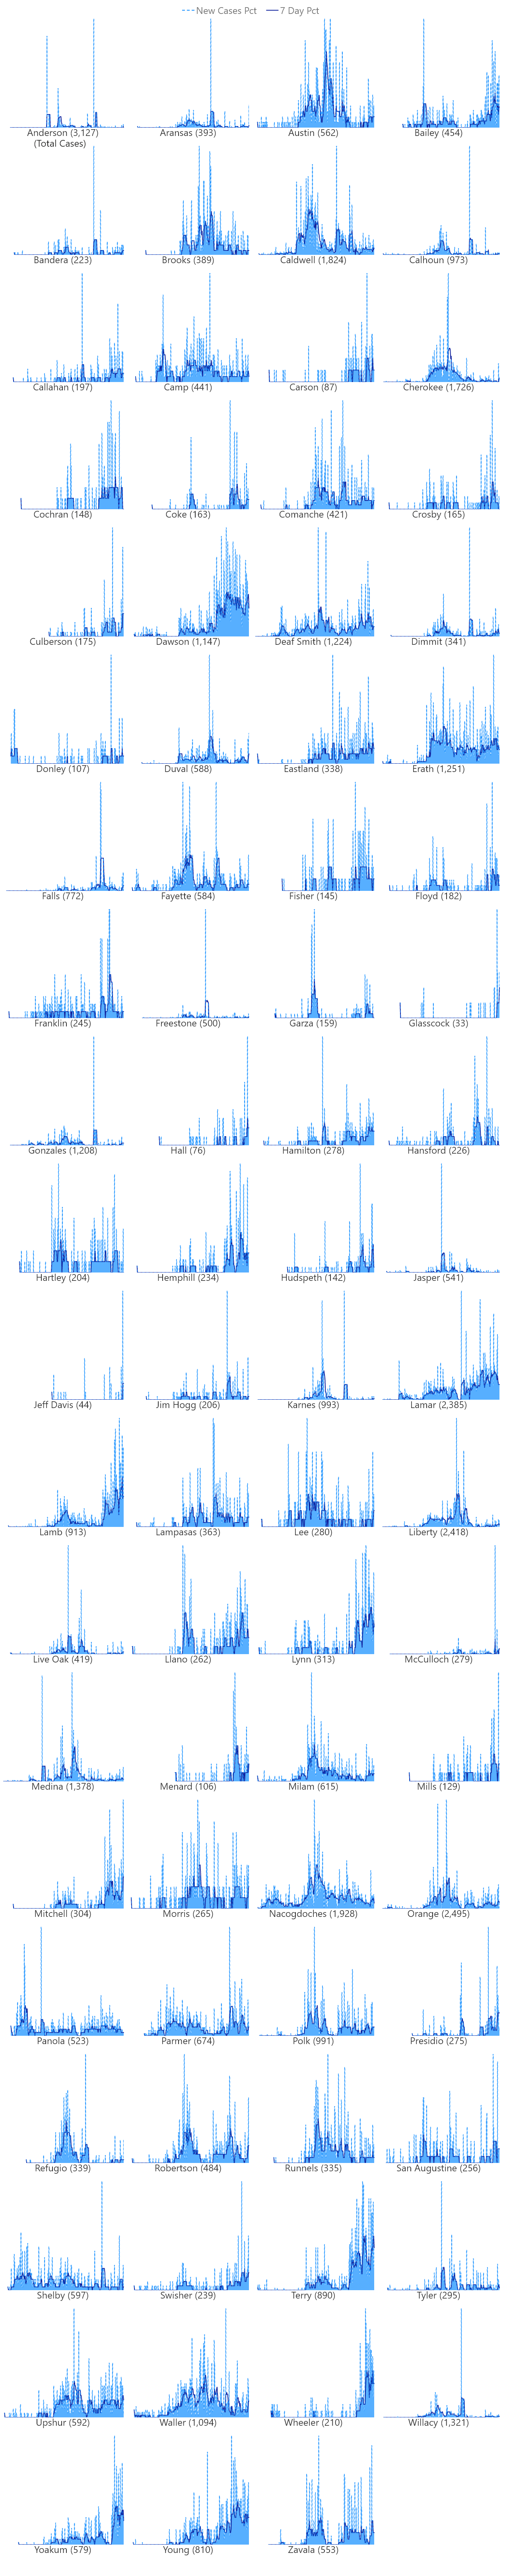 New Cases Pct 7 Day Pct
Anderson (3,127) Aransas (393) Austin (562) Bailey (454)
(Total Cases)
Bandera (223) Brooks (389) Caldwell (1,824) Calhoun (973)
Callahan (197) Camp (441) Carson (87) Cherokee (1,726)
Cochran (148) Coke (163) Comanche (421) Crosby (165)
Culberson (175) Dawson (1,147) Deaf Smith (1,224) Dimmit (341)
Donley (107) Duval (588) Eastland (338) Erath (1,251)
Falls (772) Fayette (584) Fisher (145) Floyd (182)
Franklin (245) Freestone (500) Garza (159) Glasscock (33)
Gonzales (1,208) Hall (76) Hamilton (278) Hansford (226)
Hartley (204) Hemphill (234) Hudspeth (142) Jasper (541)
Jeff Davis (44) Jim Hogg (206) Karnes (993) Lamar (2,385)
Lamb (913) Lampasas (363) Lee (280) Liberty (2,418)
Live Oak (419) Llano (262) Lynn (313) McCulloch (279)
Medina (1,378) Menard (106) Milam (615) Mills (129)
Mitchell (304) Morris (265) Nacogdoches (1,928) Orange (2,495)
Panola (523) Parmer (674) Polk (991) Presidio (275)
Refugio (339) Robertson (484) Runnels (335) San Augustine (256)
Shelby (597) Swisher (239) Terry (890) Tyler (295)
Upshur (592) Waller (1,094) Wheeler (210) Willacy (1,321)
Yoakum (579) Young (810) Zavala (553)